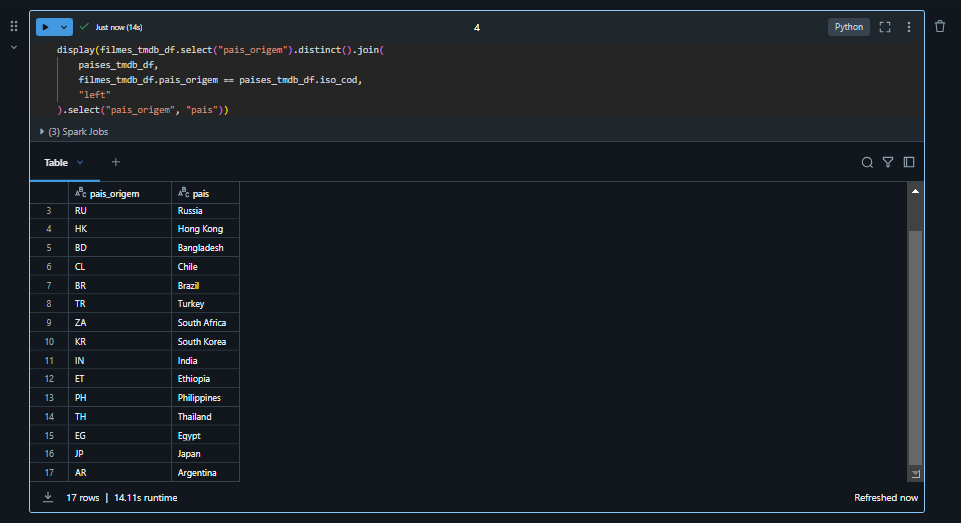 Just now (14s)
4
Python
display(filmes_tmdb_df.select("pais_origem").distinct().join(
paises_tmdb_df,
filmes_tmdb_df.pais_origem == paises_tmdb_df.iso_cod,
"left"
).select("pais_origem", "pais"))
(3) Spark Jobs
Table
pais_origem pais
3 RU Russia
4 HK Hong Kong
5 BD Bangladesh
6 CL Chile
7 BR Brazil
8 TR Turkey
9 ZA South Africa
10 KR South Korea
11 IN India
12 ET Ethiopia
13 PH Philippines
14 TH Thailand
15 EG Egypt
16 JP Japan
17 AR Argentina
17 rows | 14.11s runtime
Refreshed now